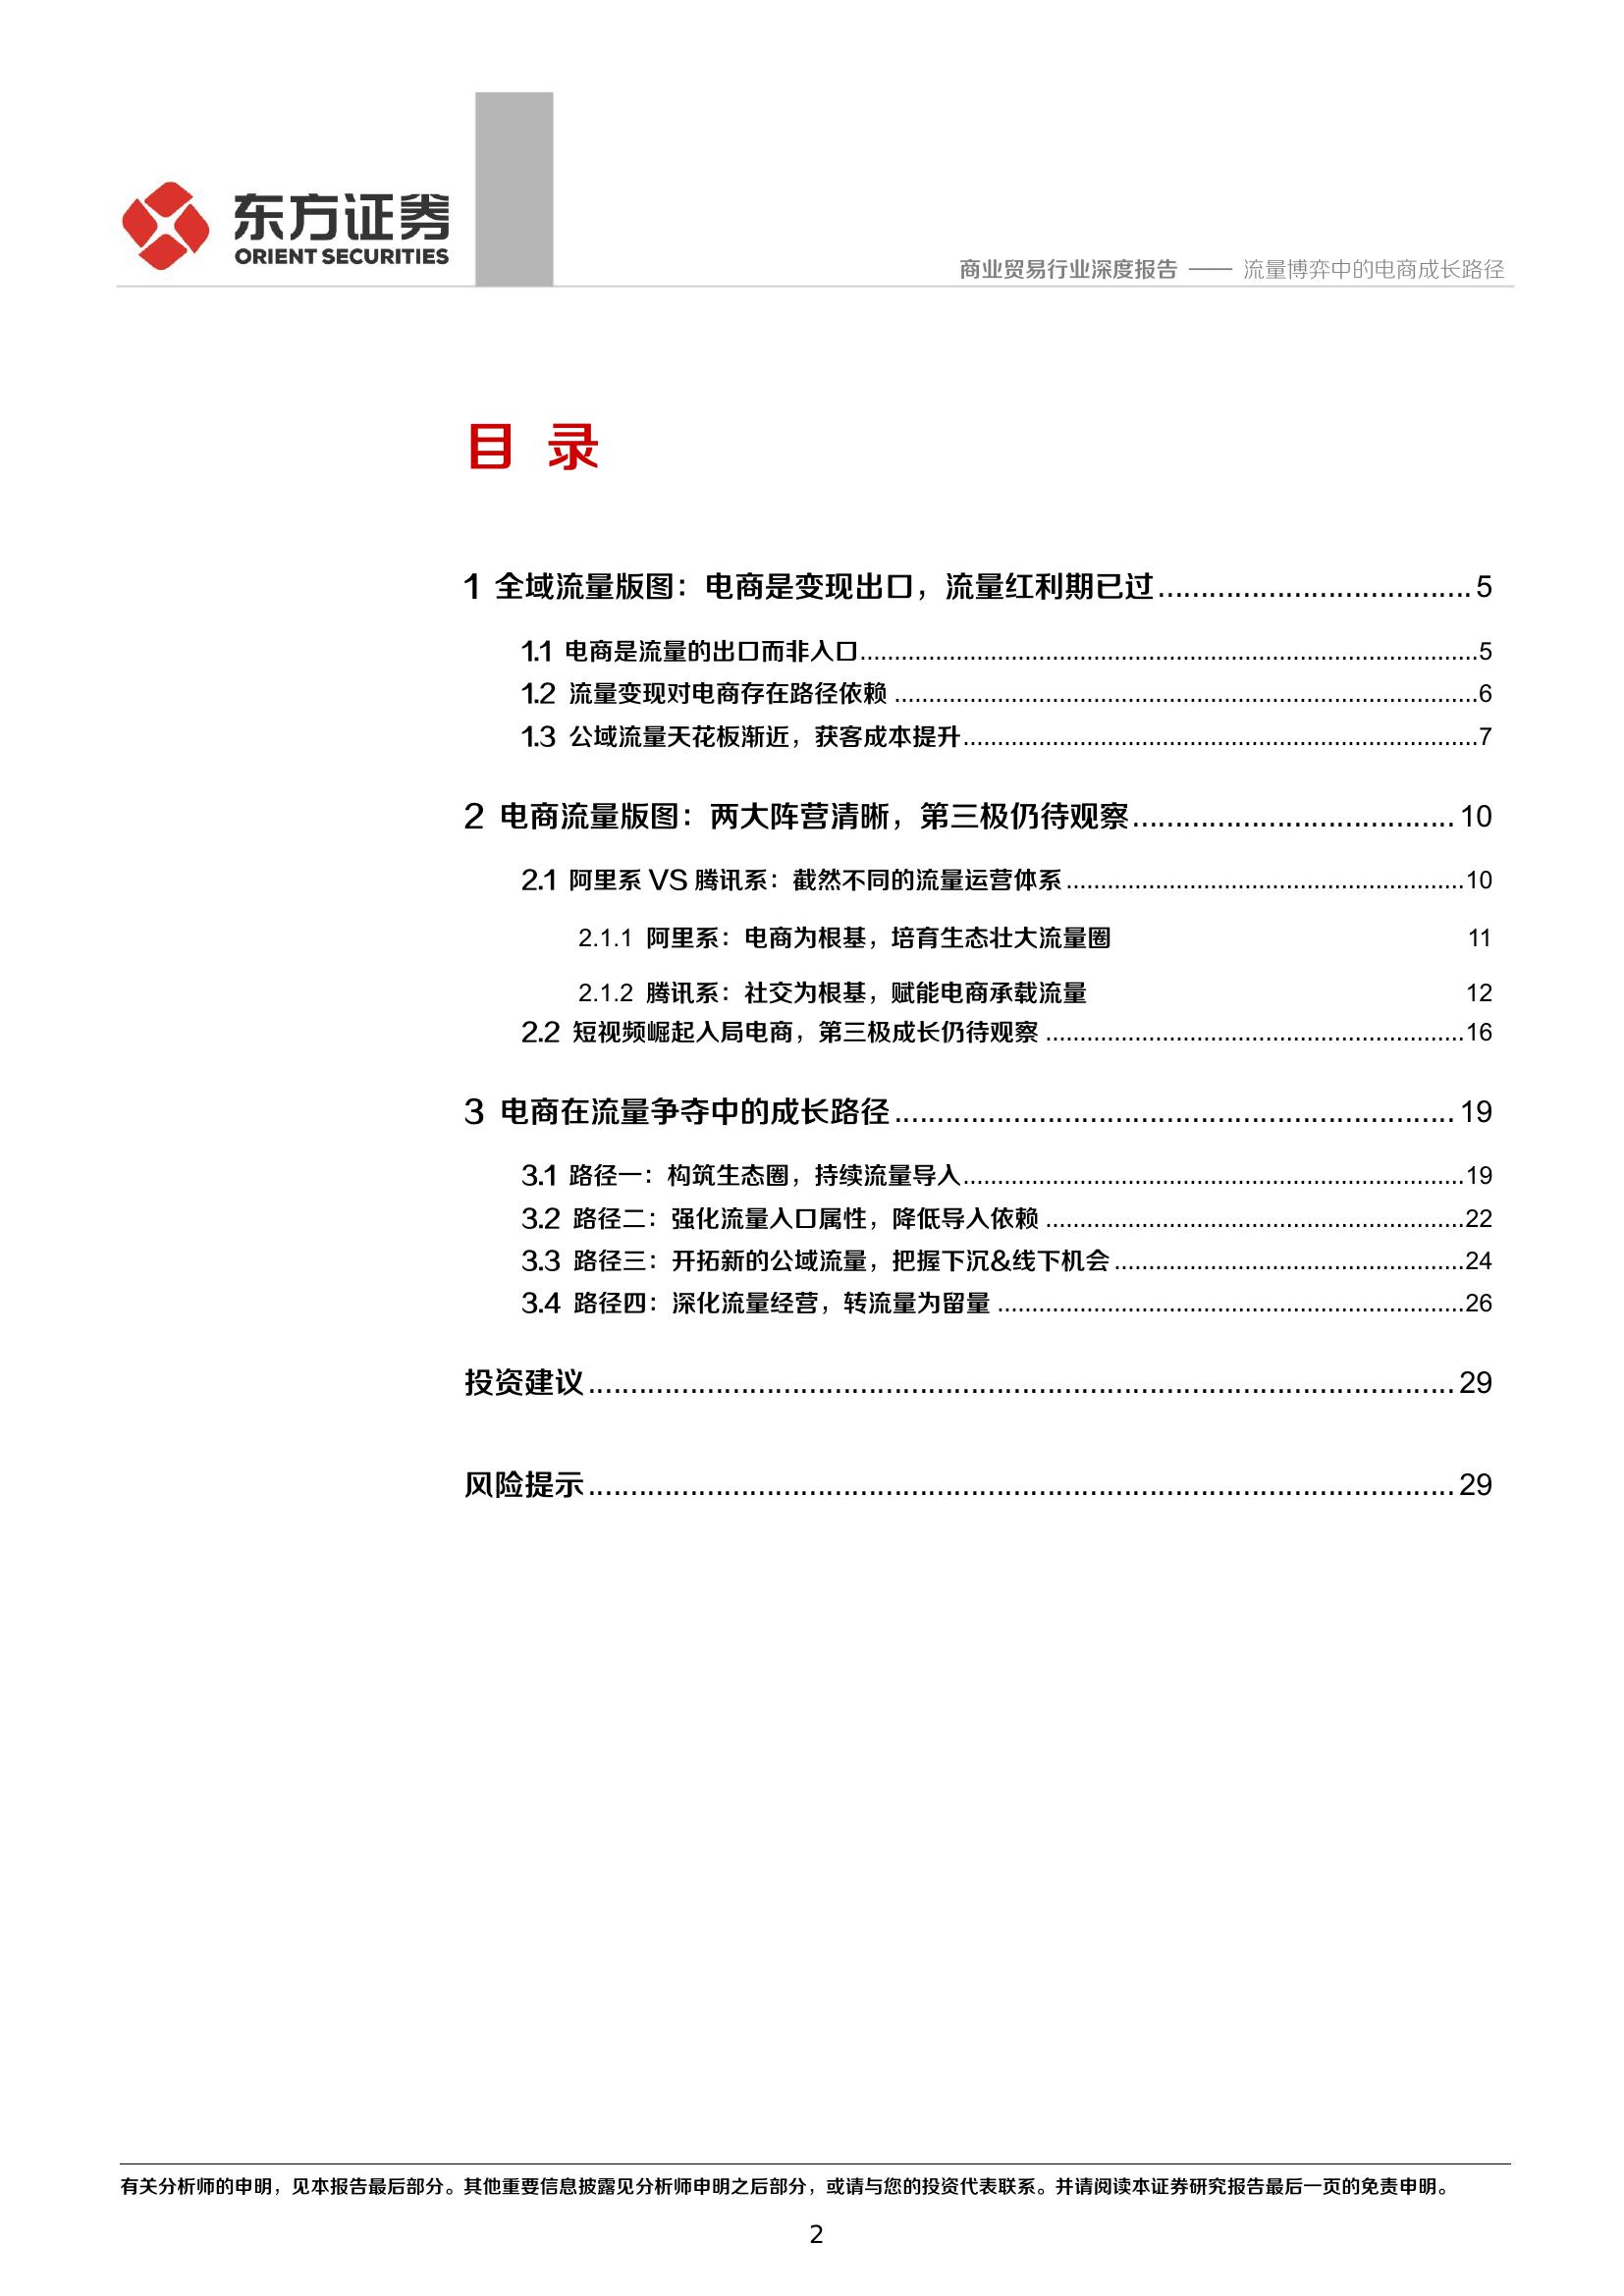 东方证券
ORIENT SECURITIES
商业贸易行业深度报告 —— 流量博弈中的电商成长路径
目 录
1 全域流量版图：电商是变现出口，流量红利期已过..................................... 5
1.1 电商是流量的出口而非入口..........................................................................................5
1.2 流量变现对电商存在路径依赖 .....................................................................................6
1.3 公域流量天花板渐近，获客成本提升...........................................................................7
2 电商流量版图：两大阵营清晰，第三极仍待观察...................................... 10
2.1 阿里系 VS 腾讯系：截然不同的流量运营体系..........................................................10
2.1.1 阿里系：电商为根基，培育生态壮大流量圈 11
2.1.2 腾讯系：社交为根基，赋能电商承载流量 12
2.2 短视频崛起入局电商，第三极成长仍待观察 .............................................................16
3 电商在流量争夺中的成长路径.................................................................. 19
3.1 路径一：构筑生态圈，持续流量导入.........................................................................19
3.2 路径二：强化流量入口属性，降低导入依赖 .............................................................22
3.3 路径三：开拓新的公域流量，把握下沉&线下机会...................................................24
3.4 路径四：深化流量经营，转流量为留量 ....................................................................26
投资建议...................................................................................................... 29
风险提示...................................................................................................... 29
有关分析师的申明，见本报告最后部分。其他重要信息披露见分析师申明之后部分，或请与您的投资代表联系。并请阅读本证券研究报告最后一页的免责申明。
2